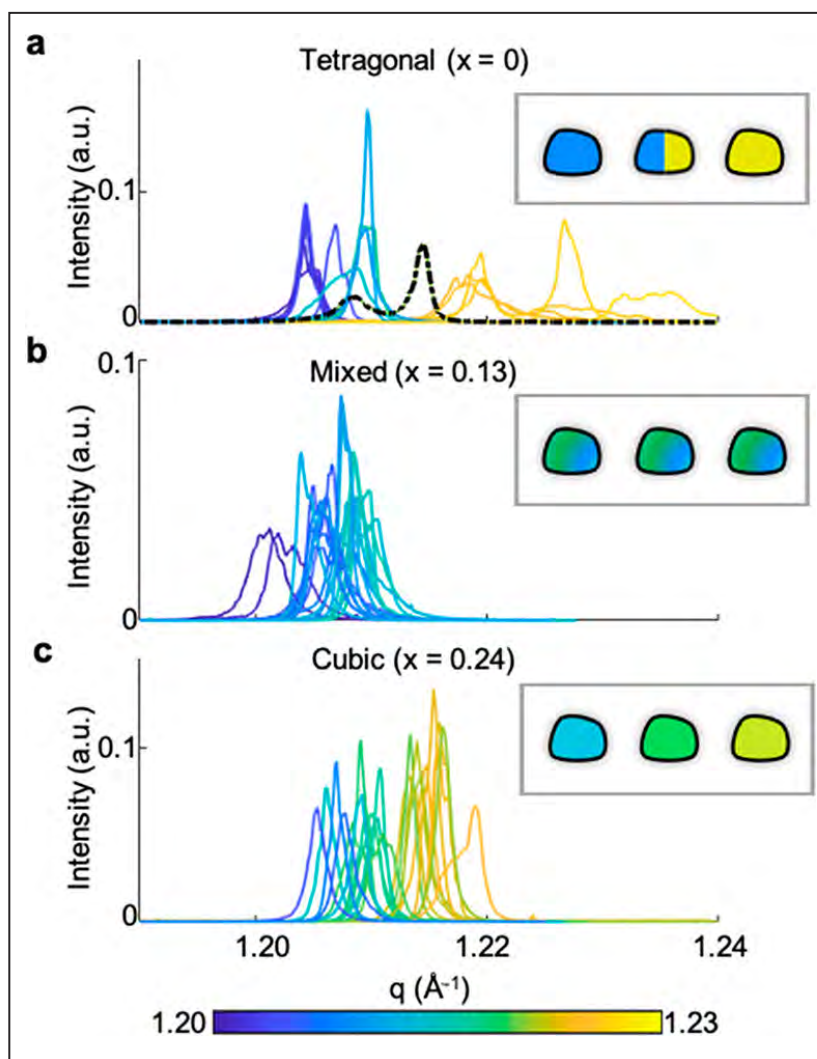 a
Tetragonal (x = 0)
Intensity (a.u.)
0.1
0
b
0.1
Mixed (x = 0.13)
Intensity (a.u.)
0
c
Cubic (x = 0.24)
Intensity (a.u.)
0.1
0
1.20 1.22 1.24
q (Å⁻¹)
1.20 1.23